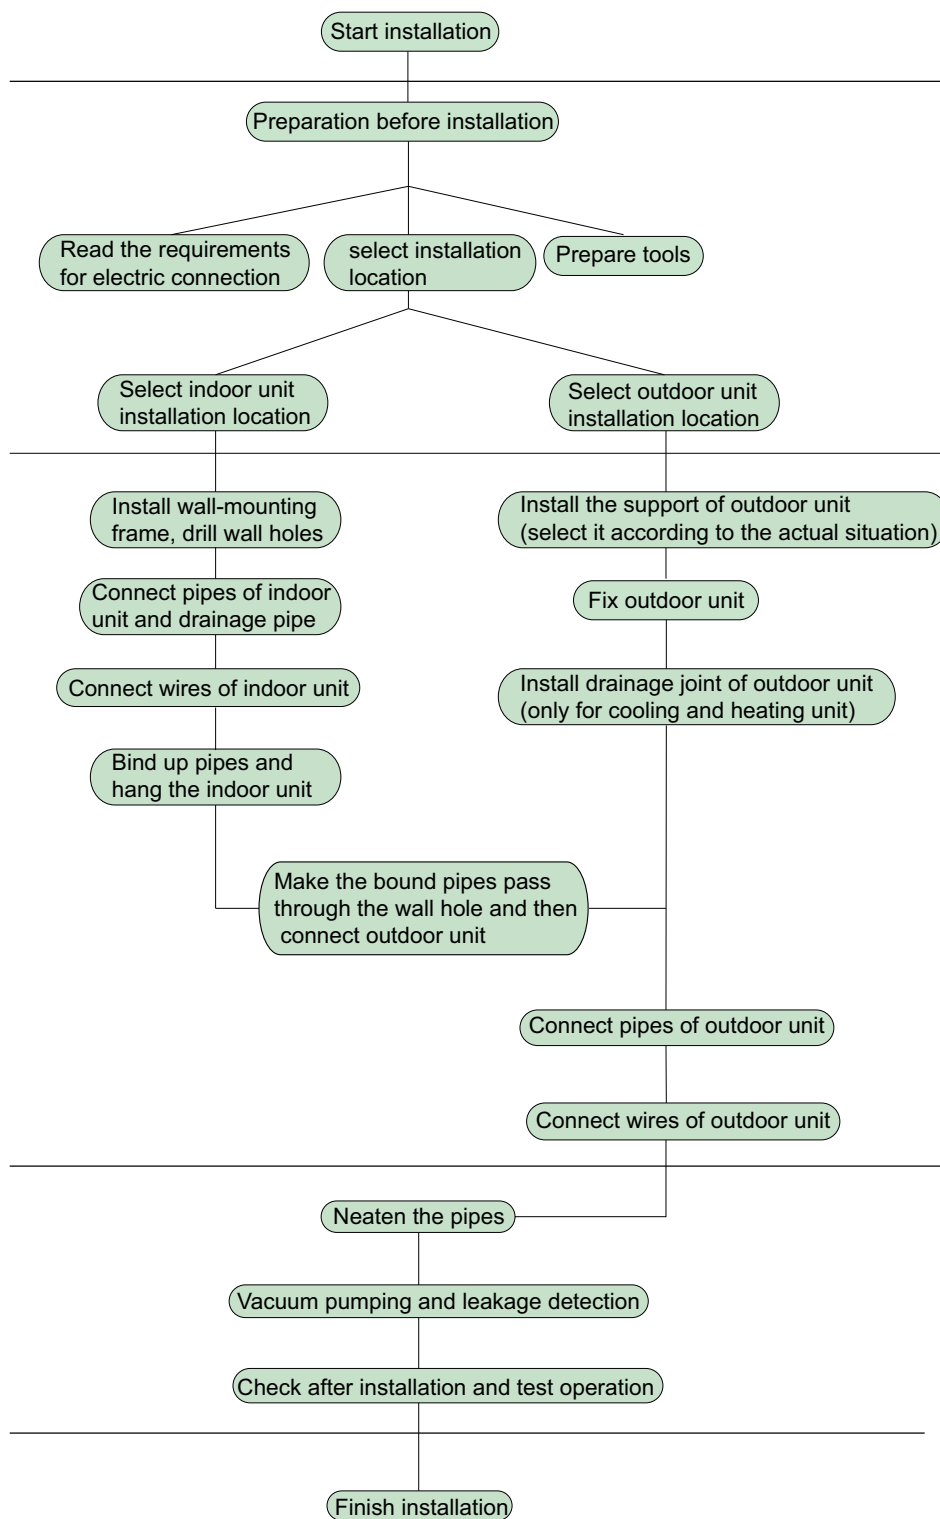 Start installation
Preparation before installation
Read the requirements
for electric connection
select installation
location
Prepare tools
Select indoor unit
installation location
Select outdoor unit
installation location
Install wall-mounting
frame, drill wall holes
Install the support of outdoor unit
(select it according to the actual situation)
Connect pipes of indoor
unit and drainage pipe
Fix outdoor unit
Connect wires of indoor unit
Install drainage joint of outdoor unit
(only for cooling and heating unit)
Bind up pipes and
hang the indoor unit
Make the bound pipes pass
through the wall hole and then
connect outdoor unit
Connect pipes of outdoor unit
Connect wires of outdoor unit
Neaten the pipes
Vacuum pumping and leakage detection
Check after installation and test operation
Finish installation